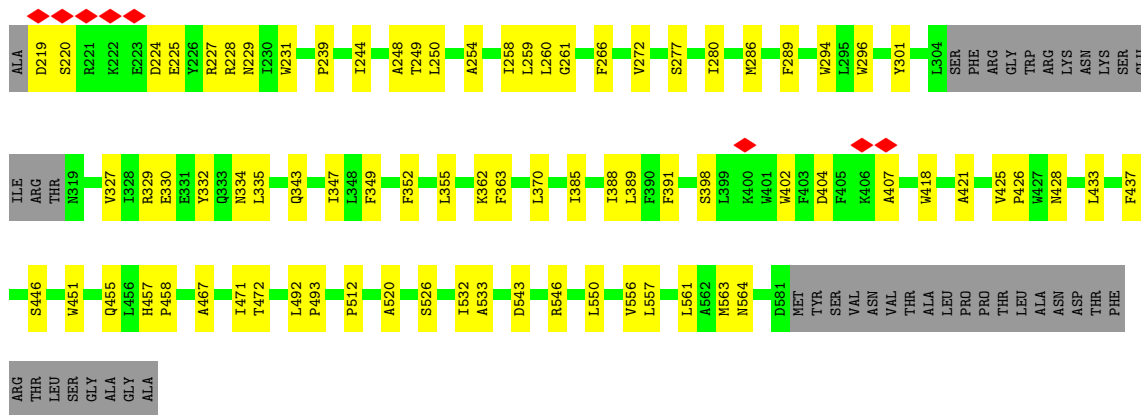 ALA D219 S220 R221 K222 E223 D224 E225 Y226 R227 R228 N229 I230 W231 P239 I244 A248 T249 L250 A254 I258 L259 L260 G261 F266 V272 S277 I280 M286 F289 W294 L295 W296 Y301 L304 SER PHE ARG GLY TRP ARG LYS ASN LYS SER GLU
ILE ARG THR N319 V327 I328 R329 E330 E331 Y332 Q333 N334 L335 Q343 I347 L348 F349 F352 L355 K362 F363 L370 I385 I388 L389 F390 F391 S398 L399 K400 W401 W402 F403 D404 F405 K406 A407 W418 A421 V425 P426 W427 N428 L433 F437
S446 W451 Q455 L456 H457 P458 A467 I471 T472 L492 P493 P512 A520 S526 I532 A533 D543 R546 L550 V556 L557 L561 A562 M563 N564 D581 MET TYR SER VAL ASN VAL THR ALA LEU PRO PRO THR LEU ALA ASN ASP THR PHE
ARG THR LEU SER GLY ALA GLY ALA